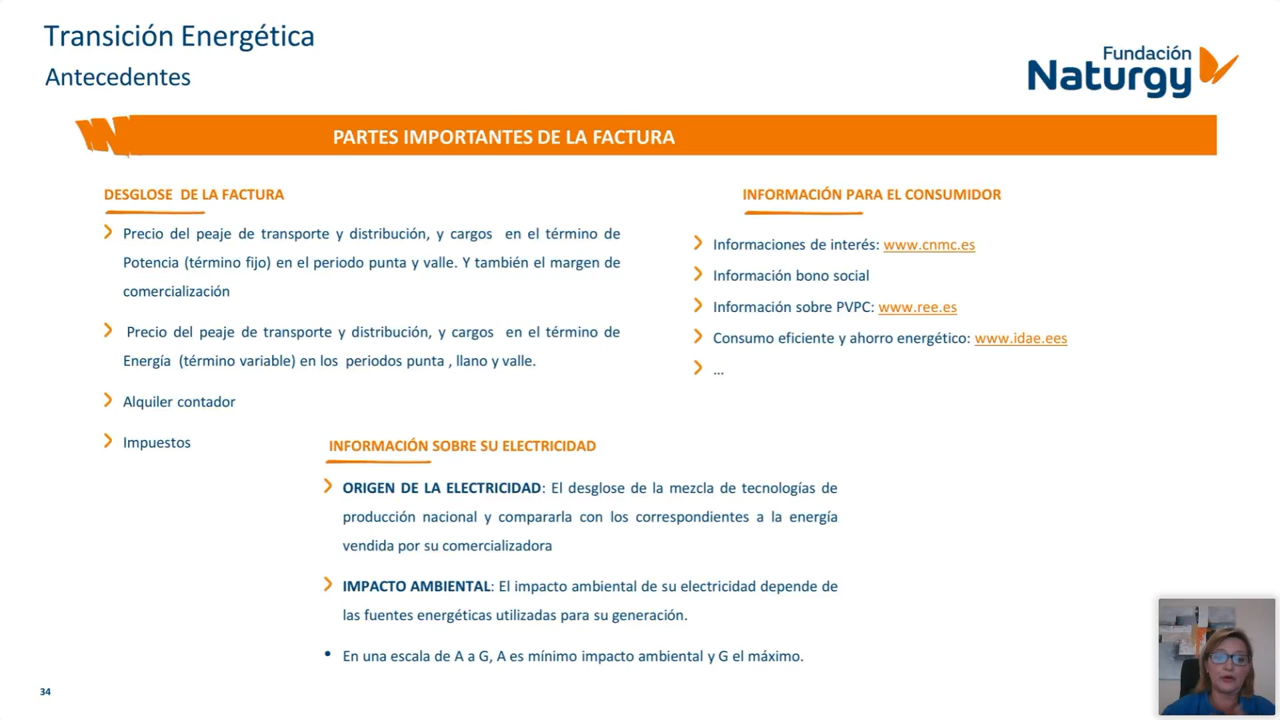 Transición Energética
Antecedentes
Fundación
Naturgy
PARTES IMPORTANTES DE LA FACTURA
DESGLOSE DE LA FACTURA
Precio del peaje de transporte y distribución, y cargos en el término de
Potencia (término fijo) en el periodo punta y valle. Y también el margen de
comercialización
Precio del peaje de transporte y distribución, y cargos en el término de
Energía (término variable) en los periodos punta , llano y valle.
Alquiler contador
Impuestos
INFORMACIÓN PARA EL CONSUMIDOR
Informaciones de interés: www.cnmc.es
Información bono social
Información sobre PVPC: www.ree.es
Consumo eficiente y ahorro energético: www.idae.ees
...
INFORMACIÓN SOBRE SU ELECTRICIDAD
ORIGEN DE LA ELECTRICIDAD: El desglose de la mezcla de tecnologías de
producción nacional y compararla con los correspondientes a la energía
vendida por su comercializadora
IMPACTO AMBIENTAL: El impacto ambiental de su electricidad depende de
las fuentes energéticas utilizadas para su generación.
• En una escala de A a G, A es mínimo impacto ambiental y G el máximo.
34